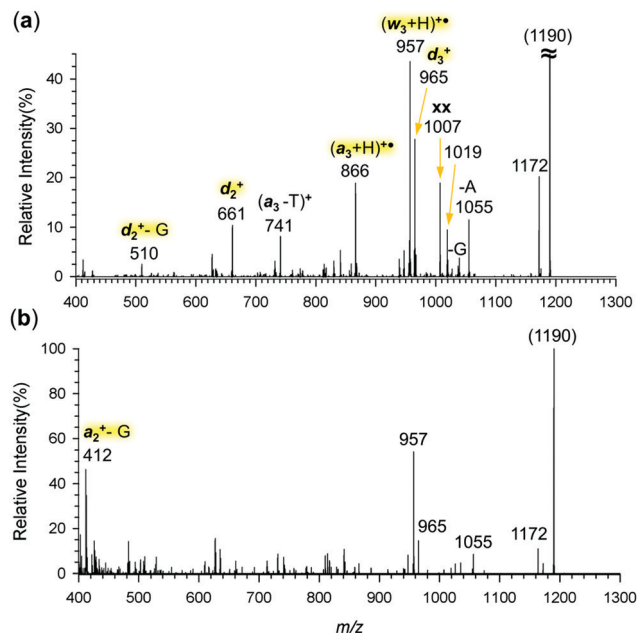 (a)
(w₃+H)⁺•
957
d₃⁺
965
(1190)
≈
xx
1007
1019
(a₃+H)⁺•
866
1172
-A
1055
d₂⁺
661
(a₃ -T)⁺
741
-G
d₂⁺- G
510
Relative Intensity(%)
40
30
20
10
0
400 500 600 700 800 900 1000 1100 1200 1300
(b)
(1190)
a₂⁺- G
412
957
965
1055
1172
Relative Intensity(%)
100
80
60
40
20
0
400 500 600 700 800 900 1000 1100 1200 1300
m/z